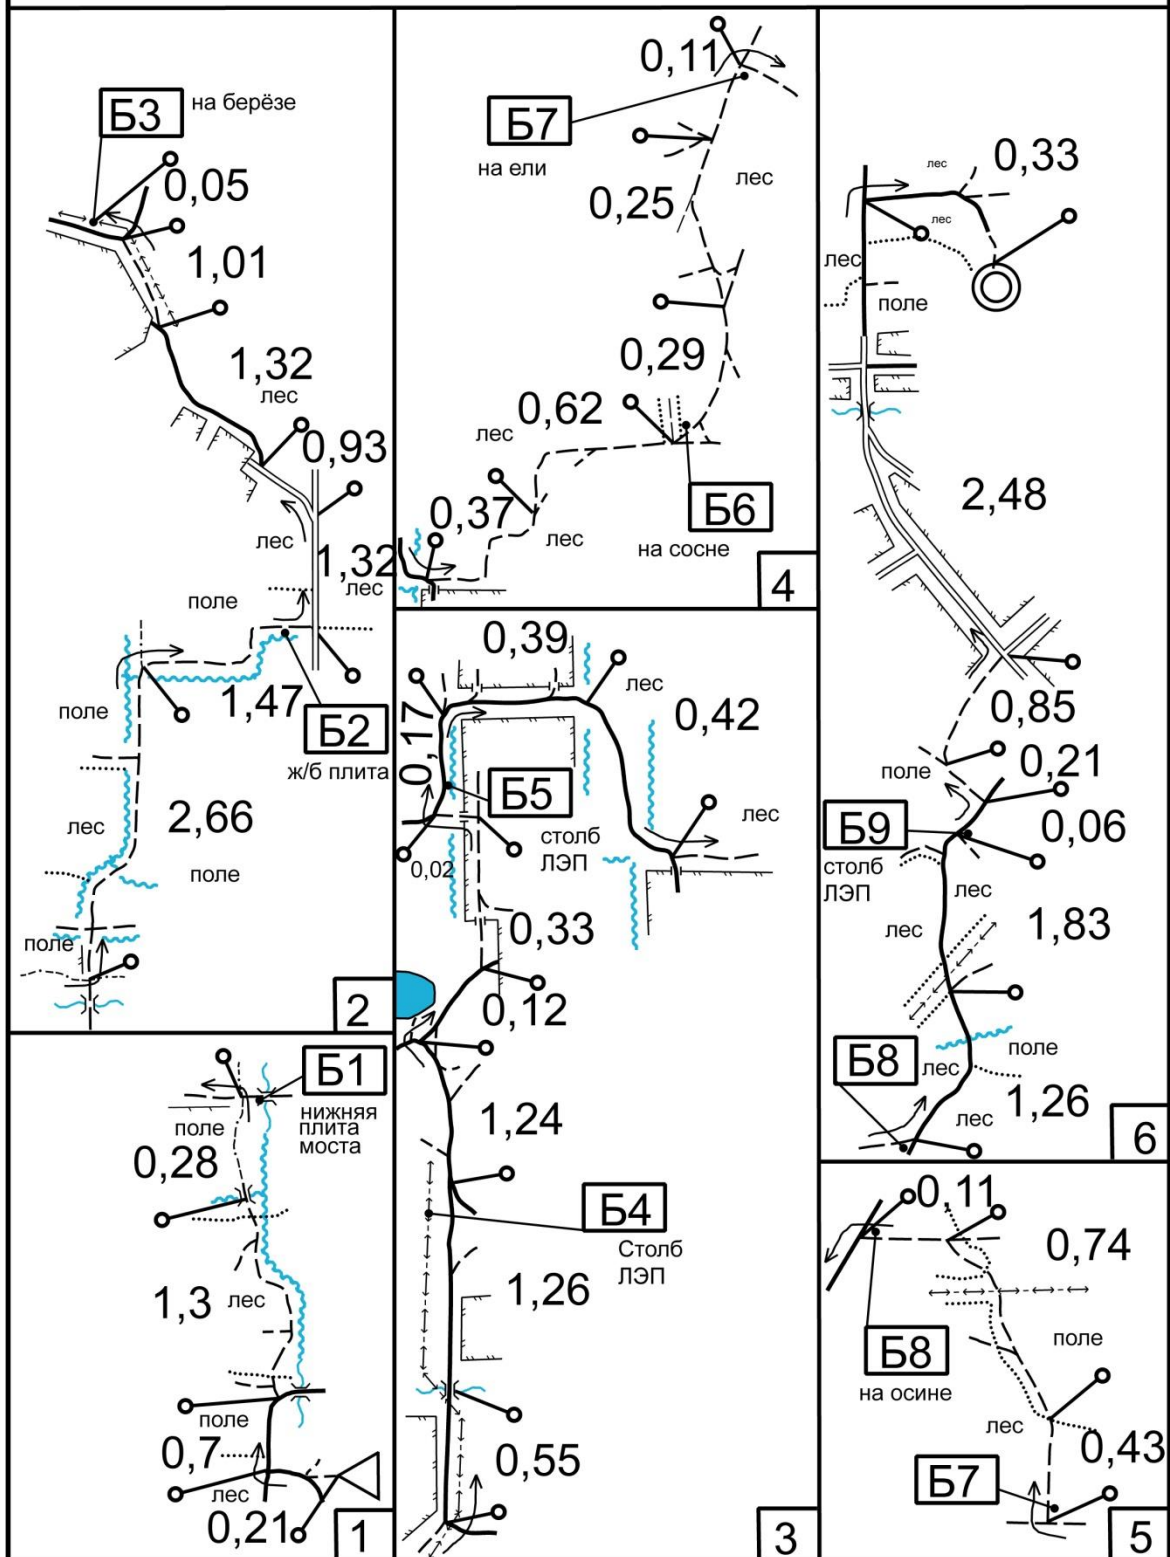 Б3
на берёзе
0,05
1,01
1,32
лес
0,93
лес
1,32
лес
поле
поле
1,47
Б2
ж/б плита
2,66
лес
поле
поле
2
Б1
нижняя
плита
моста
поле
0,28
1,3
лес
поле
0,7
лес
0,21
1
0,11
Б7
на ели
лес
0,25
0,29
0,62
лес
0,37
Б6
на сосне
лес
4
0,39
лес
0,42
0,17
Б5
столб
ЛЭП
лес
0,02
0,33
0,12
1,24
Б4
Столб
ЛЭП
1,26
0,55
3
лес
0,33
лес
лес
поле
2,48
0,85
поле
0,21
Б9
столб
ЛЭП
0,06
лес
лес
1,83
поле
Б8
лес
1,26
лес
6
0,11
0,74
Б8
на осине
поле
лес
0,43
Б7
5